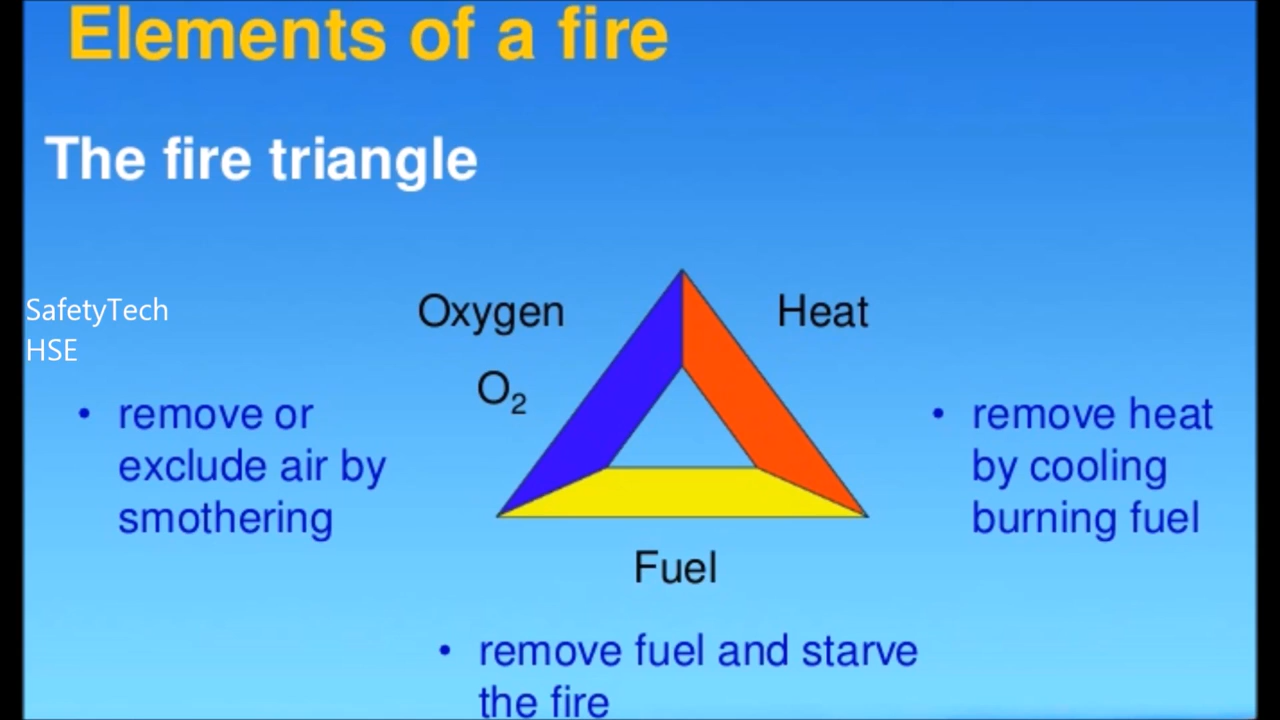 Elements of a fire
The fire triangle
SafetyTech
HSE
Oxygen
O₂
Heat
• remove or
exclude air by
smothering
• remove heat
by cooling
burning fuel
Fuel
• remove fuel and starve
the fire